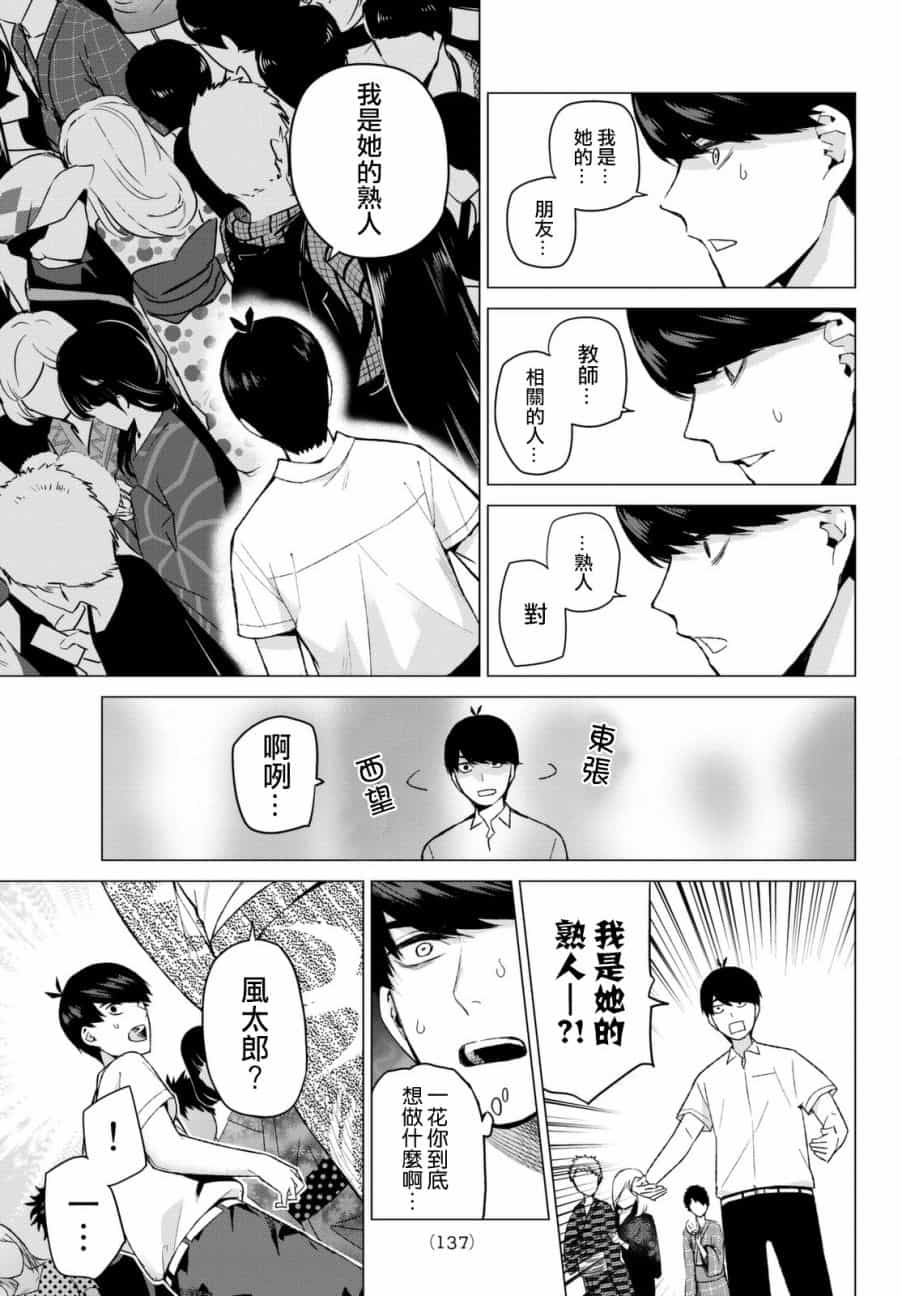 我是…
她的…
朋友…
教師…
相關的人…
…熟人
對
我是她的熟人
東張
西望
啊咧…
我是她的
熟人—?!
一花你到底
想做什麼啊…
風太郎？
！
一…
（137）